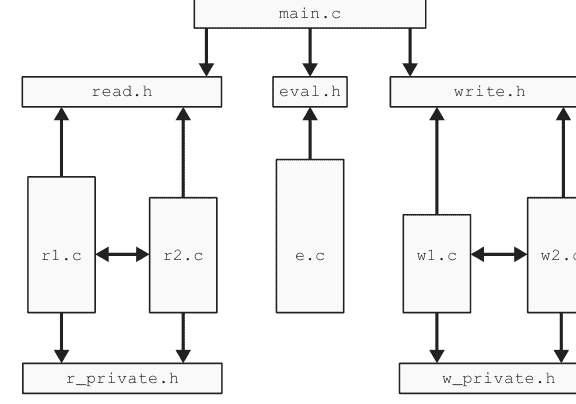 main.c
read.h
eval.h
write.h
r1.c
r2.c
e.c
w1.c
w2.c
r_private.h
w_private.h